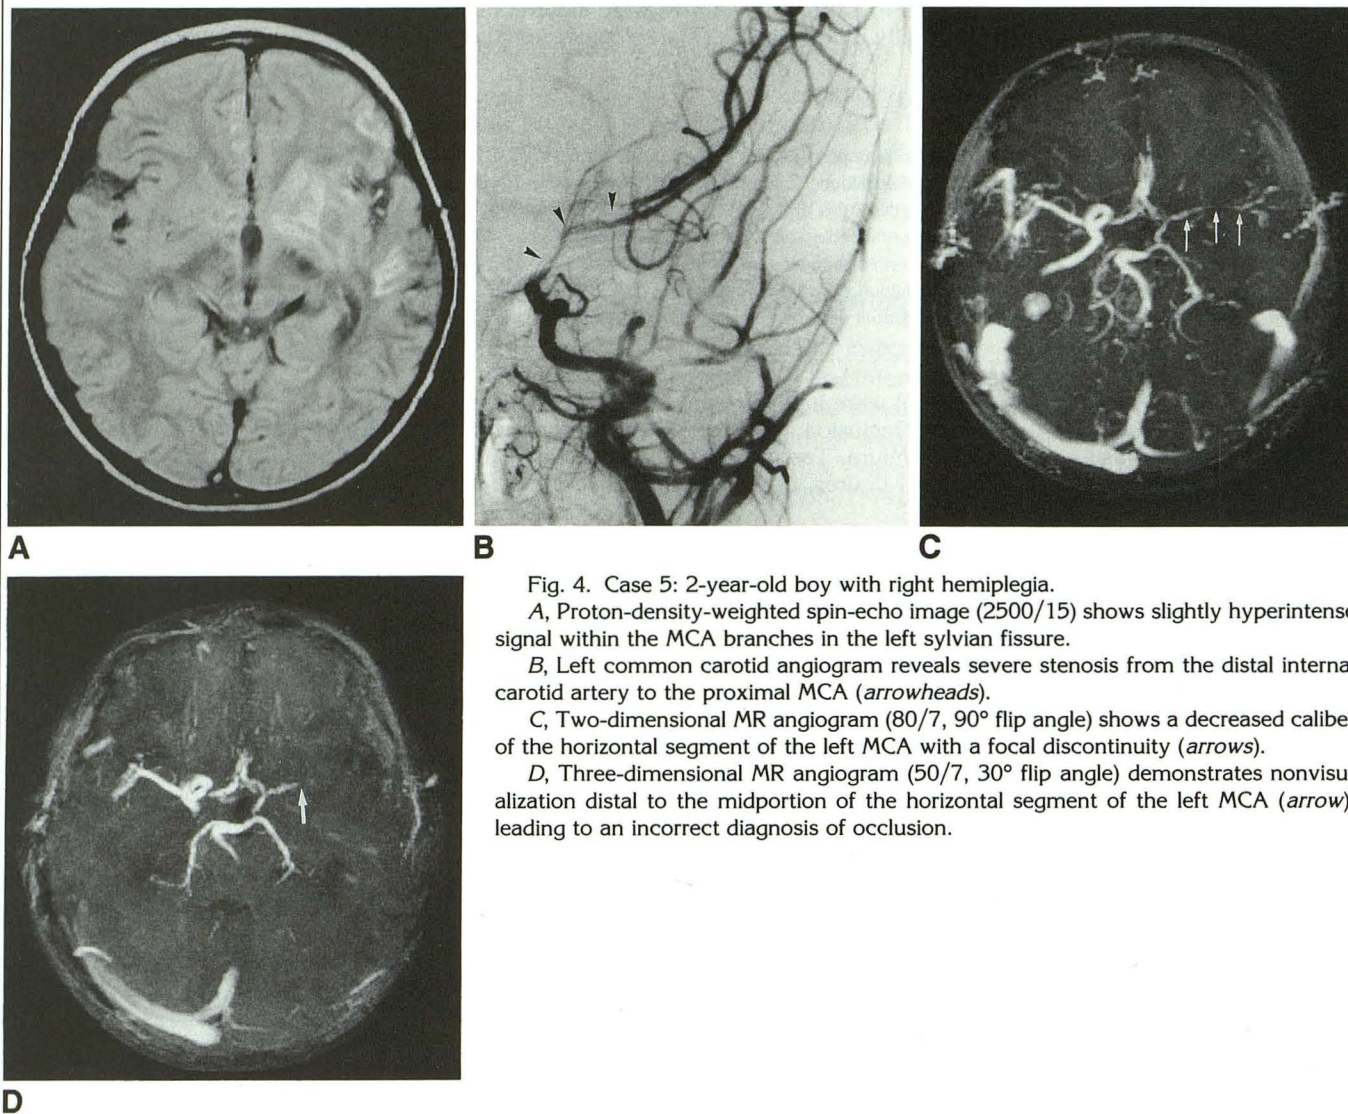 A
B
C
Fig. 4. Case 5: 2-year-old boy with right hemiplegia.
A, Proton-density-weighted spin-echo image (2500/15) shows slightly hyperintense
signal within the MCA branches in the left sylvian fissure.
B, Left common carotid angiogram reveals severe stenosis from the distal interna
carotid artery to the proximal MCA (arrowheads).
C, Two-dimensional MR angiogram (80/7, 90° flip angle) shows a decreased calibe
of the horizontal segment of the left MCA with a focal discontinuity (arrows).
D, Three-dimensional MR angiogram (50/7, 30° flip angle) demonstrates nonvisu-
alization distal to the midportion of the horizontal segment of the left MCA (arrow)
leading to an incorrect diagnosis of occlusion.
D